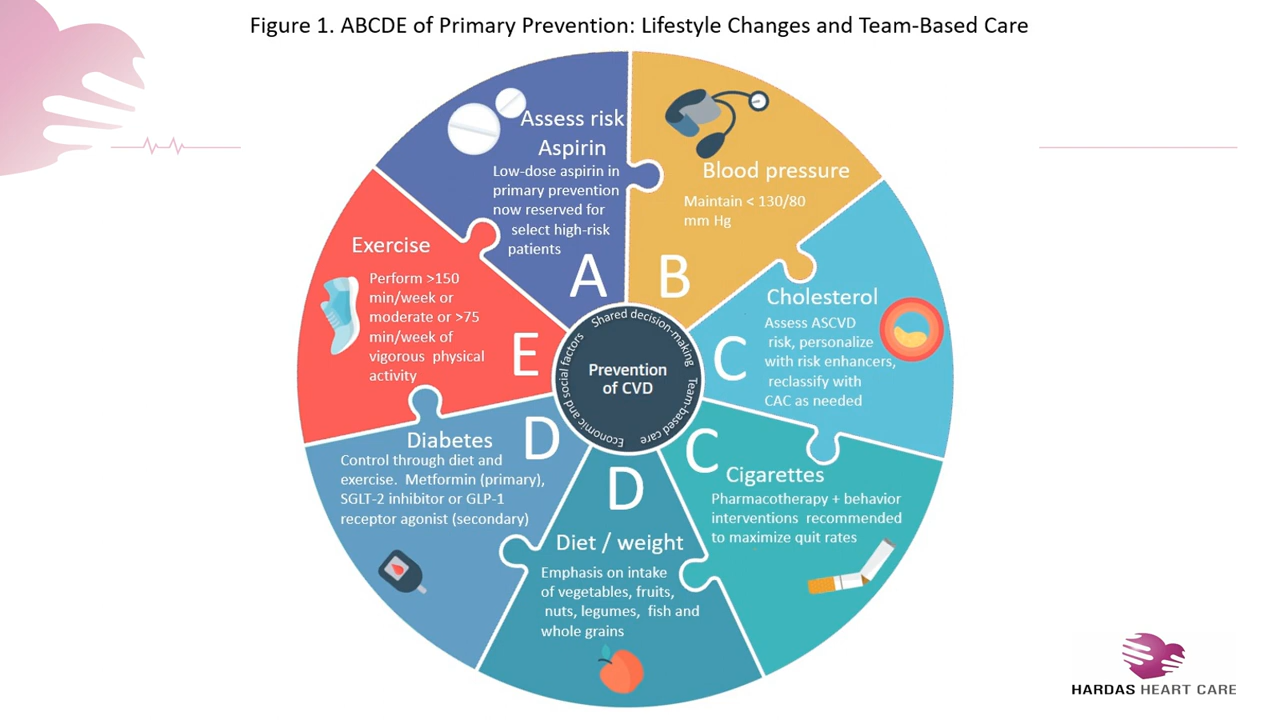 Figure 1. ABCDE of Primary Prevention: Lifestyle Changes and Team-Based Care
Assess risk
Aspirin
Low-dose aspirin in
primary prevention
now reserved for
select high-risk
patients
A
Blood pressure
Maintain < 130/80
mm Hg
B
Cholesterol
Assess ASCVD
risk, personalize
with risk enhancers,
reclassify with
CAC as needed
C
Cigarettes
Pharmacotherapy + behavior
interventions recommended
to maximize quit rates
C
Diet / weight
Emphasis on intake
of vegetables, fruits,
nuts, legumes, fish and
whole grains
D
Diabetes
Control through diet and
exercise. Metformin (primary),
SGLT-2 inhibitor or GLP-1
receptor agonist (secondary)
D
Exercise
Perform >150
min/week or
moderate or >75
min/week of
vigorous physical
activity
E
Shared decision-making
Team-based care
Economic and social factors
Prevention
of CVD
HARDAS HEART CARE